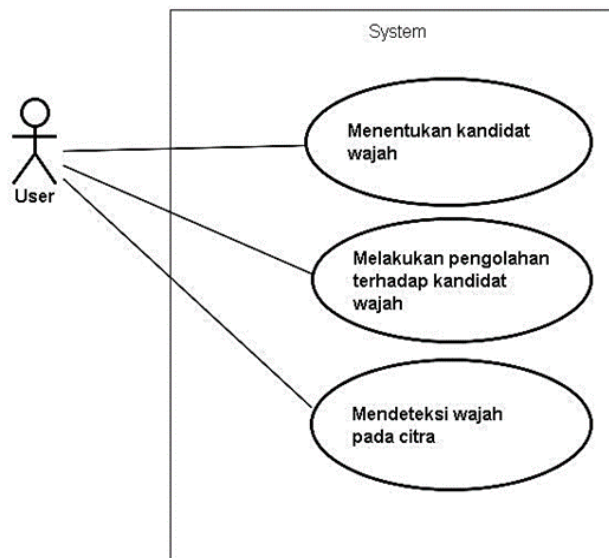 System
Menentukan kandidat
wajah
User
Melakukan pengolahan
terhadap kandidat
wajah
Mendeteksi wajah
pada citra